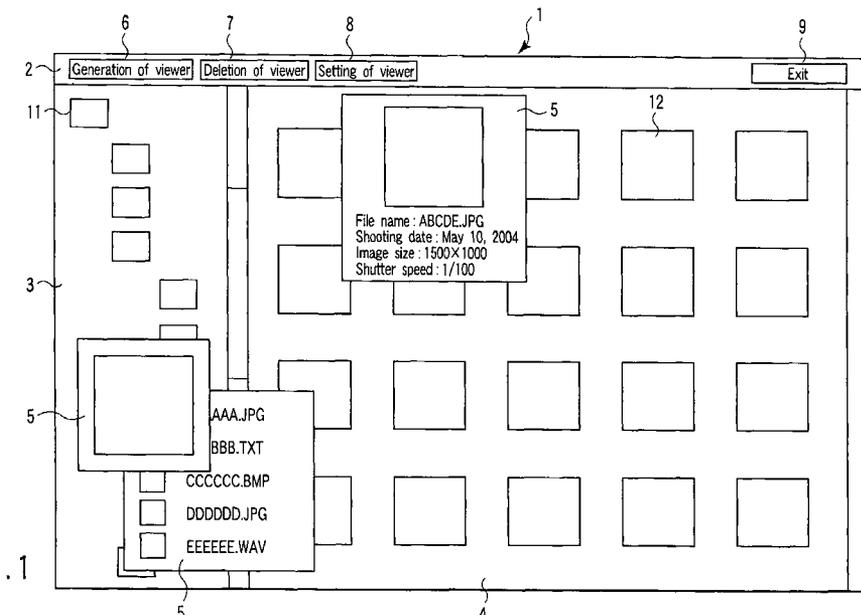 1
6 7 8 9
2 Generation of viewer Deletion of viewer Setting of viewer Exit
11 5 12
File name : ABCDE.JPG
Shooting date : May 10, 2004
Image size : 1500×1000
Shutter speed : 1/100
3
5
AAA.JPG
BBB.TXT
CCCCCC.BMP
DDDDDD.JPG
EEEEEE.WAV
.1
5 4